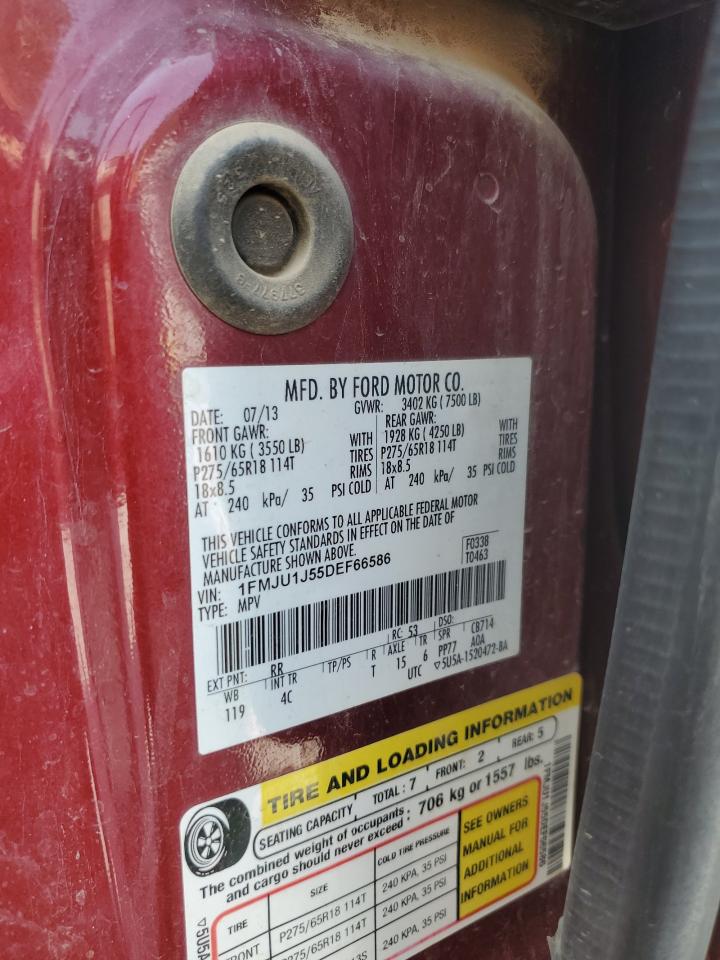 MFD. BY FORD MOTOR CO.
DATE: 07/13 GVWR: 3402 KG ( 7500 LB)
FRONT GAWR: REAR GAWR:
1610 KG ( 3550 LB) WITH 1928 KG ( 4250 LB) WITH
P275/65R18 114T TIRES P275/65R18 114T TIRES
18x8.5 RIMS 18x8.5 RIMS
AT 240 kPa/ 35 PSI COLD AT 240 kPa/ 35 PSI COLD
THIS VEHICLE CONFORMS TO ALL APPLICABLE FEDERAL MOTOR
VEHICLE SAFETY STANDARDS IN EFFECT ON THE DATE OF
MANUFACTURE SHOWN ABOVE.
F0338
T0463
VIN: 1FMJU1J55DEF66586
TYPE: MPV
EXT PNT: RR RC: 53 DSO:
WB INT TR TP/PS R AXLE TR SPR CB714
119 4C T 15 6 PP77 AOA
UTC ▽5U5A-1520472-BA
TIRE AND LOADING INFORMATION
SEATING CAPACITY TOTAL: 7 FRONT: 2 REAR: 5
The combined weight of occupants
and cargo should never exceed : 706 kg or 1557 lbs.
TIRE SIZE COLD TIRE PRESSURE
FRONT P275/65R18 114T 240 KPA, 35 PSI
P275/65R18 114T 240 KPA, 35 PSI
240 KPA, 35 PSI
SEE OWNERS
MANUAL FOR
ADDITIONAL
INFORMATION
▽5U5A